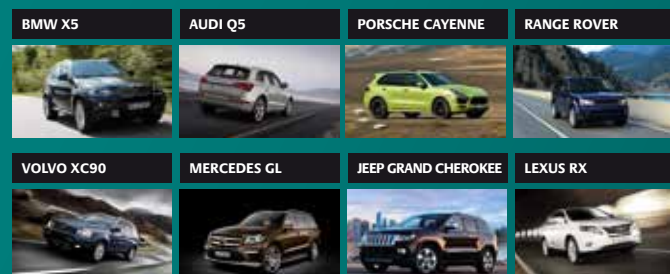 BMW X5
AUDI Q5
PORSCHE CAYENNE
RANGE ROVER
VOLVO XC90
MERCEDES GL
JEEP GRAND CHEROKEE
LEXUS RX